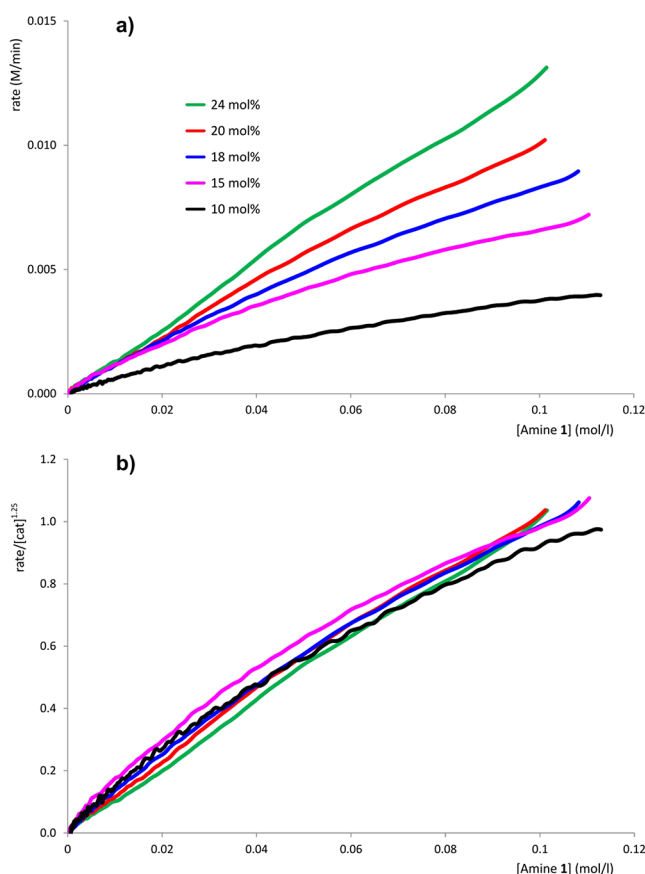 a)
rate (M/min)
0.015
0.010
0.005
0.000
24 mol%
20 mol%
18 mol%
15 mol%
10 mol%
0 0.02 0.04 0.06 0.08 0.1 0.12
[Amine 1] (mol/l)
b)
rate/[cat]^1.25
1.2
1.0
0.8
0.6
0.4
0.2
0.0
0 0.02 0.04 0.06 0.08 0.1 0.12
[Amine 1] (mol/l)